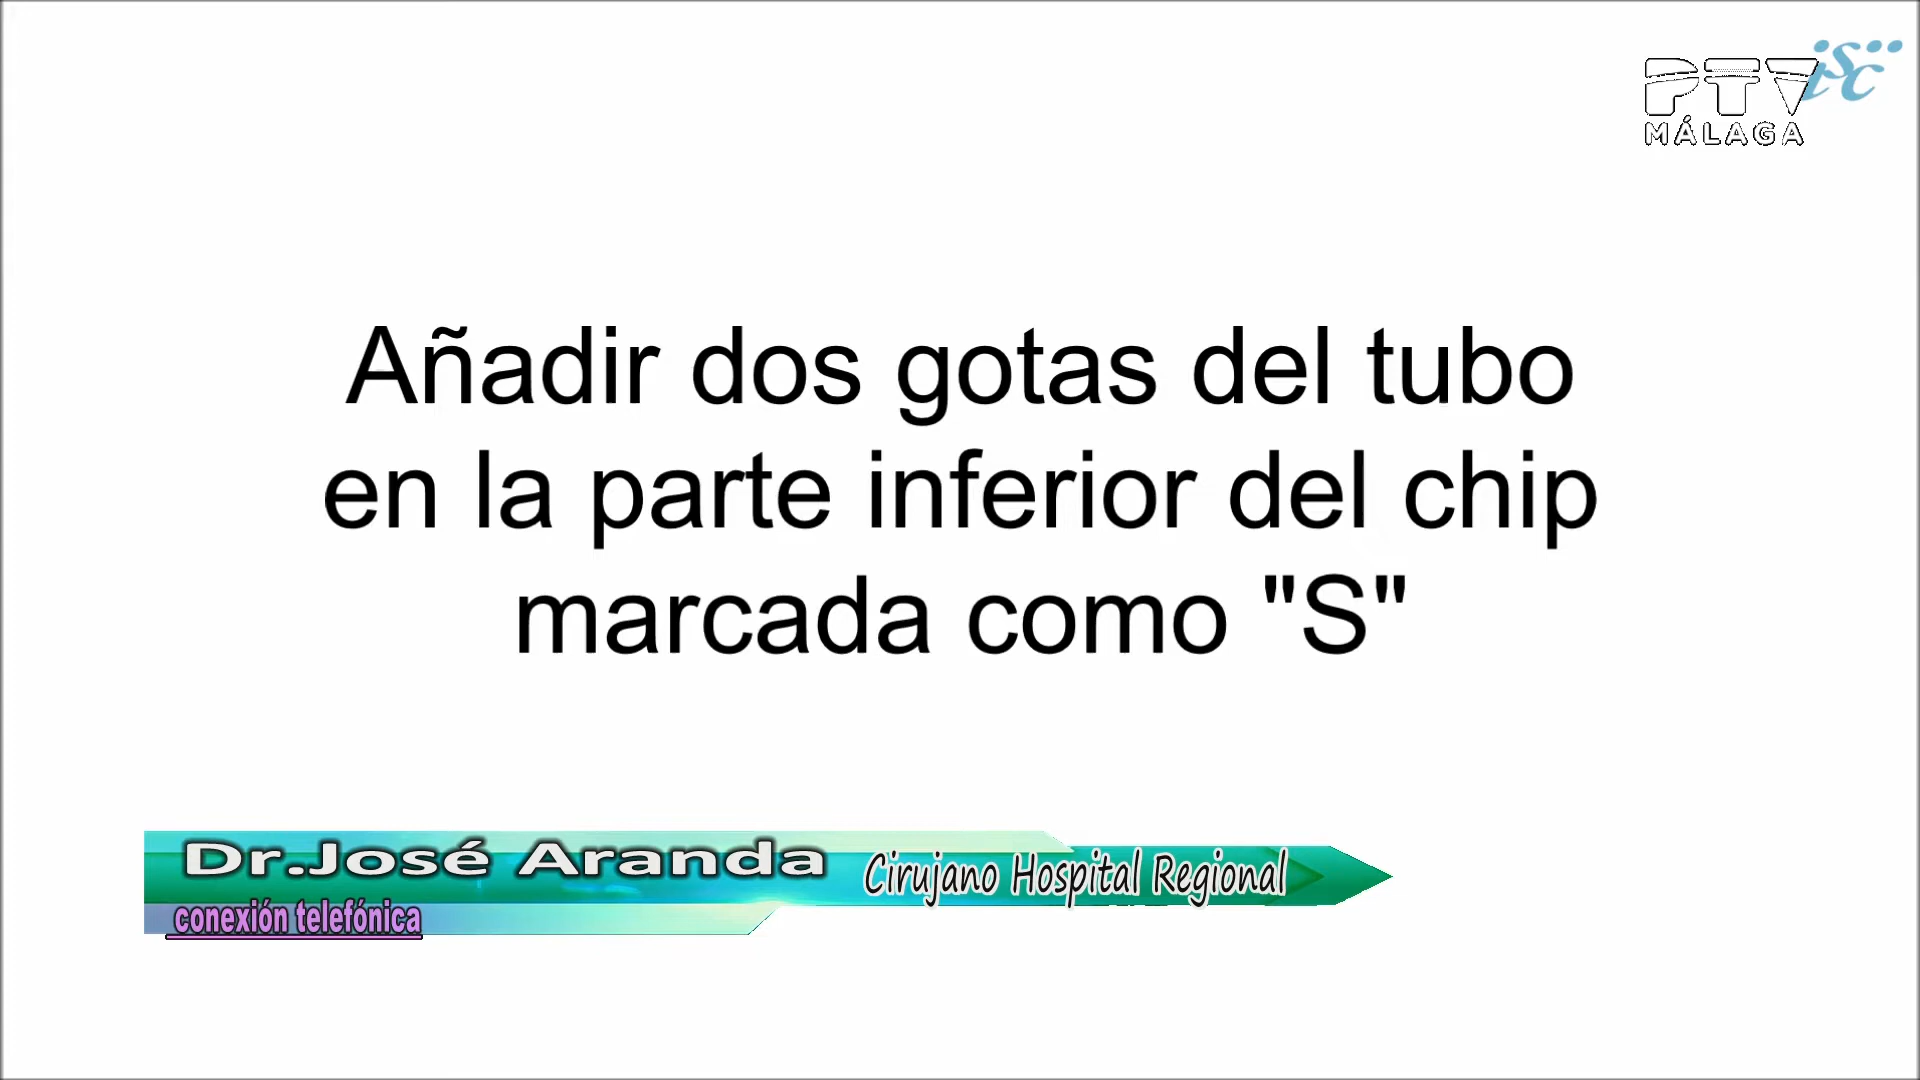 PTV
isc
MÁLAGA
Añadir dos gotas del tubo
en la parte inferior del chip
marcada como "S"
Dr.José Aranda
Cirujano Hospital Regional
conexión telefónica